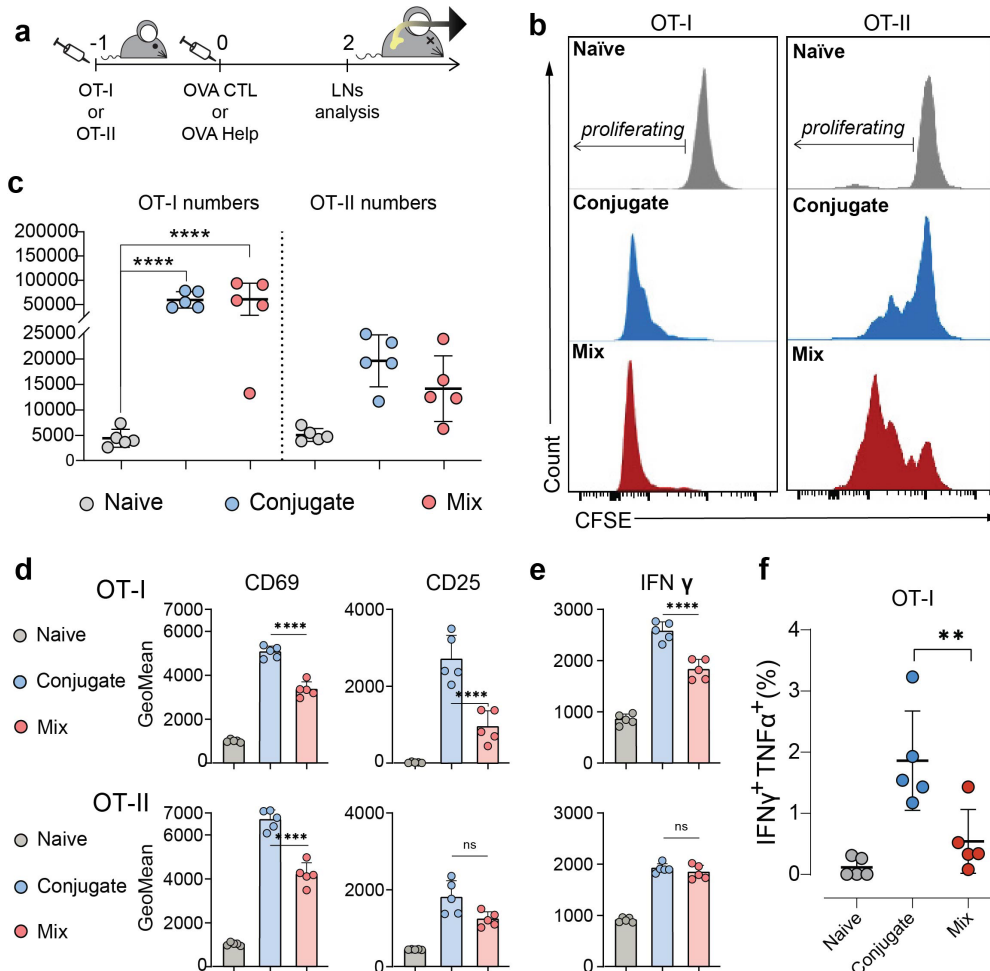 a
-1
0
2
OT-I
or
OT-II
OVA CTL
or
OVA Help
LNs
analysis
b
OT-I
OT-II
Naïve
proliferating
Conjugate
Mix
Naïve
proliferating
Conjugate
Mix
Count
CFSE
c
OT-I numbers
OT-II numbers
200000
150000
100000
50000
25000
20000
15000
10000
5000
0
****
****
Naive
Conjugate
Mix
d
OT-I
Naive
Conjugate
Mix
CD69
GeoMean
7000
6000
4000
2000
0
****
CD25
4000
2000
0
****
OT-II
Naive
Conjugate
Mix
GeoMean
7000
6000
4000
2000
0
****
4000
2000
0
ns
e
IFN γ
3000
2000
1000
0
****
3000
2000
1000
0
ns
f
OT-I
IFNγ+ TNFα+ (%)
4
3
2
1
0
**
Naive
Conjugate
Mix